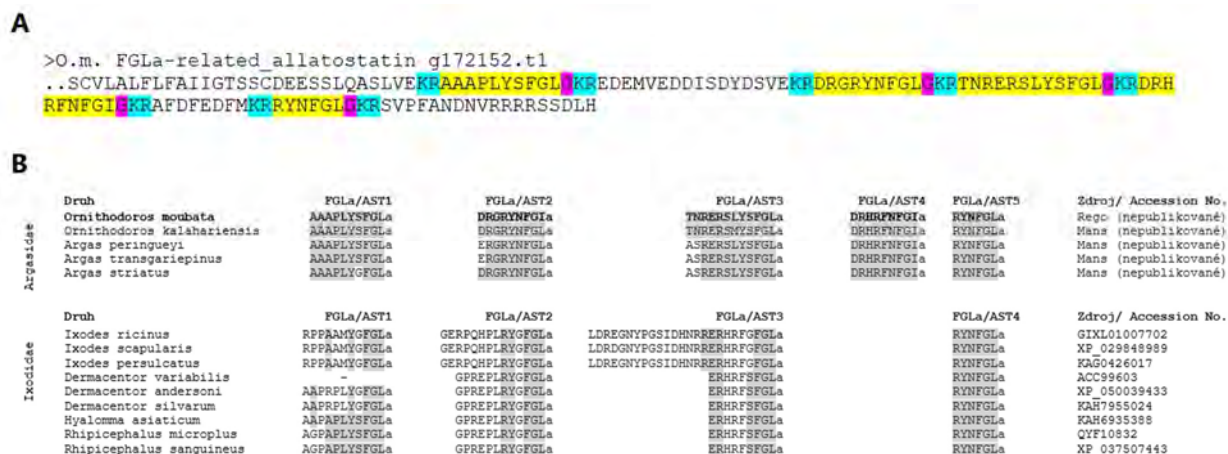 A
>O.m. FGLa-related_allatostatin g172152.t1
..SCVLALFLFAIIGTSSCDEESSLQASLVEKRAAAPLYSFGLGKREDEMVEDDISDYDSVEKRDRGRYNFGLGKRTNRERSLYSFGLGKRDRH
RFNFGIGKRAFDFEDFMKRRYNFGLGKRSVPFANDNVRRRRSSDLH
B
Argasidae
Druh FGLa/AST1 FGLa/AST2 FGLa/AST3 FGLa/AST4 FGLa/AST5 Zdroj/ Accession No.
Ornithodoros moubata AAAPLYSFGLa DRGRYNFGIa TNRERSLYSFGLa DRHRFNFGIa RYNFGLa Rego (nepublikované)
Ornithodoros kalahariensis AAAPLYSFGLa DRGRYNFGLa TNRERSMYSFGLa DRHRFNFGIa RYNFGLa Mans (nepublikované)
Argas peringueyi AAAPLYSFGLa ERGRYNFGLa ASRERSLYSFGLa DRHRFNFGIa RYNFGLa Mans (nepublikované)
Argas transgariepinus AAAPLYSFGLa ERGRYNFGLa ASRERSLYSFGLa DRHRFNFGIa RYNFGLa Mans (nepublikované)
Argas striatus AAAPLYGFGLa DRGRYNFGLa ASRERSLYSFGLa DRHRFNFGIa RYNFGLa Mans (nepublikované)
Ixodidae
Druh FGLa/AST1 FGLa/AST2 FGLa/AST3 FGLa/AST4 Zdroj/ Accession No.
Ixodes ricinus RPPAAMYGFGLa GERPQHPLRYGFGLa LDREGNYPGSIDHNRRERHRFGFGLa RYNFGLa GIXL01007702
Ixodes scapularis RPPAAMYGFGLa GERPQHPLRYGFGLa LDRDGNYPGSIDHNRRERHRFGFGLa RYNFGLa XP_029848989
Ixodes persulcatus RPPAAMYGFGLa GERPQHPLRYGFGLa LDREGNYPGSIDHNRRERHRFGFGLa RYNFGLa KAG0426017
Dermacentor variabilis – GPREPLRYGFGLa ERHRFSFGLa RYNFGLa ACC99603
Dermacentor andersoni AAPRPLYGFGLa GPREPLRYGFGLa ERHRFSFGLa RYNFGLa XP_050039433
Dermacentor silvarum AAPRPLYGFGLa GPREPLRYGFGLa ERHRFSFGLa RYNFGLa KAH7955024
Hyalomma asiaticum AAPAPLYSFGLa GPREPLRYGFGLa ERHRFSFGLa RYNFGLa KAH6935388
Rhipicephalus microplus AGPAPLYSFGLa GPREPLRYGFGLa ERHRFSFGLa RYNFGLa QYF10832
Rhipicephalus sanguineus AGPAPLYSFGLa GPREPLRYGFGLa ERHRFSFGLa RYNFGLa XP_037507443